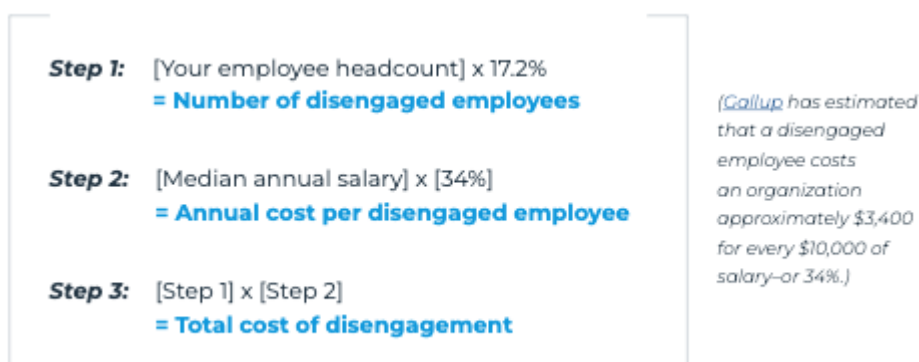 Step 1: [Your employee headcount] x 17.2%
= Number of disengaged employees
Step 2: [Median annual salary] x [34%]
= Annual cost per disengaged employee
Step 3: [Step 1] x [Step 2]
= Total cost of disengagement
(Gallup has estimated
that a disengaged
employee costs
an organization
approximately $3,400
for every $10,000 of
salary–or 34%.)